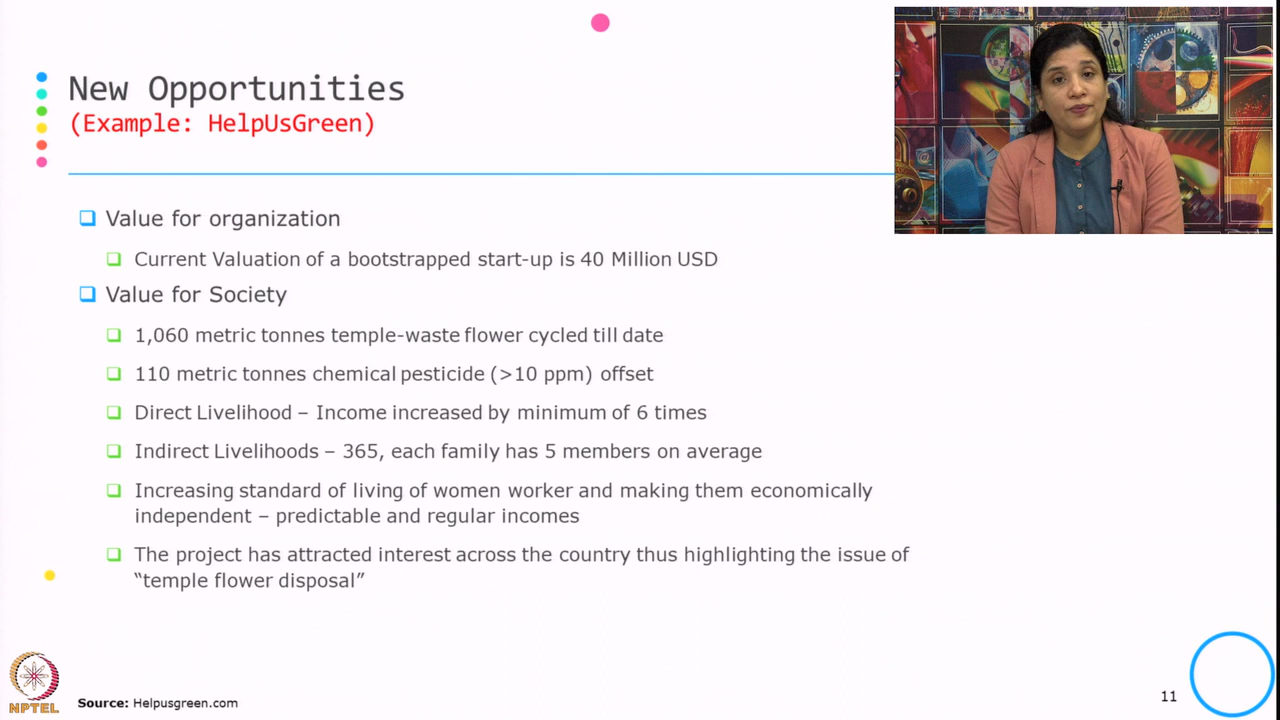 New Opportunities
(Example: HelpUsGreen)
Value for organization
Current Valuation of a bootstrapped start-up is 40 Million USD
Value for Society
1,060 metric tonnes temple-waste flower cycled till date
110 metric tonnes chemical pesticide (>10 ppm) offset
Direct Livelihood – Income increased by minimum of 6 times
Indirect Livelihoods – 365, each family has 5 members on average
Increasing standard of living of women worker and making them economically
independent – predictable and regular incomes
The project has attracted interest across the country thus highlighting the issue of
“temple flower disposal”
NPTEL
Source: Helpusgreen.com
11